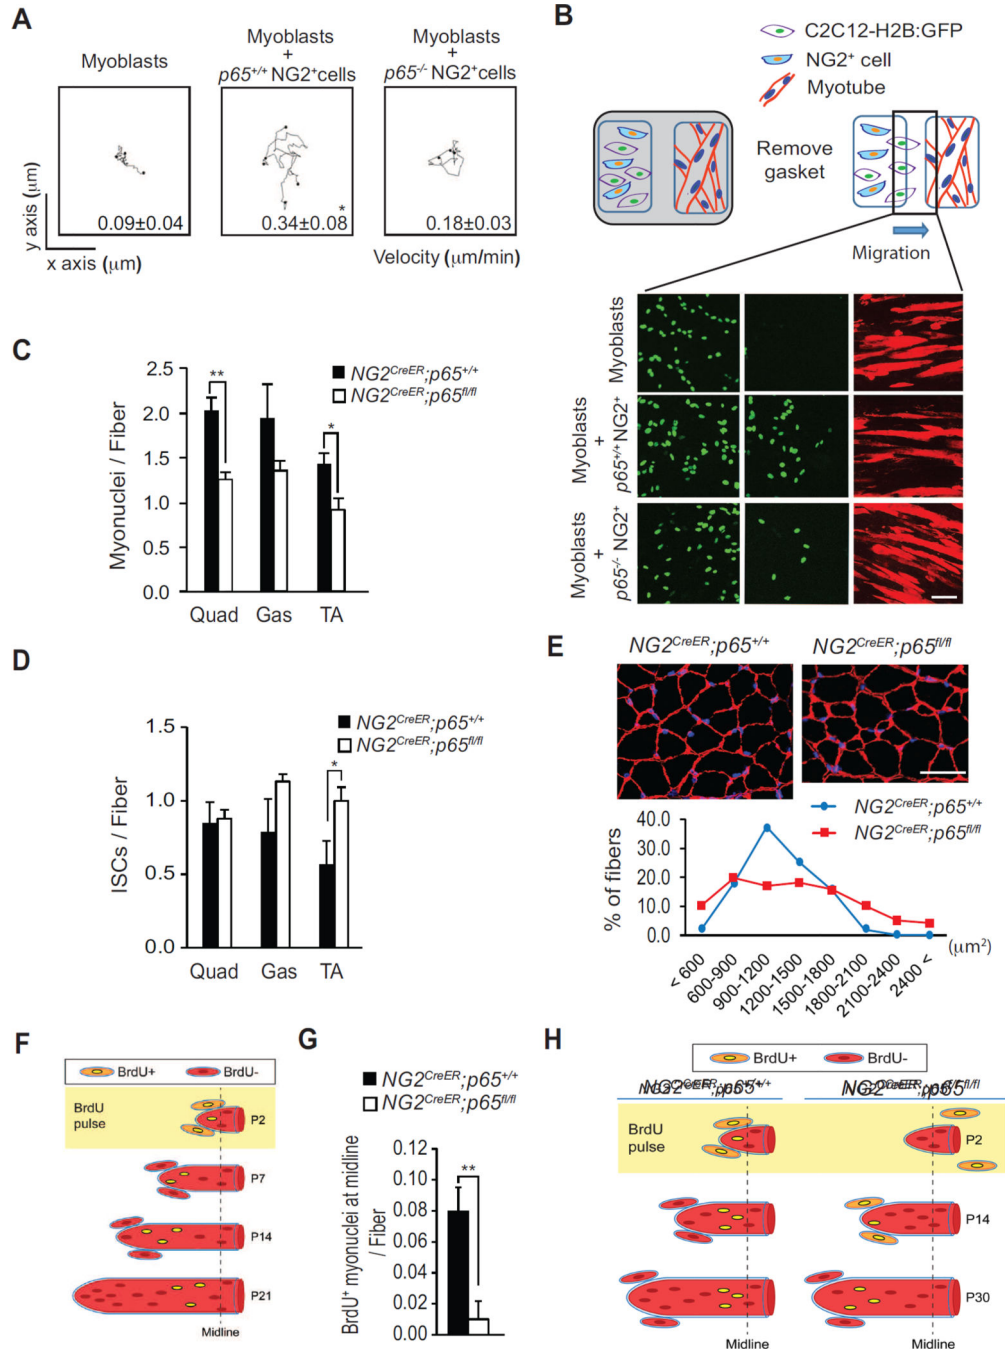 A
Myoblasts
Myoblasts
+
p65+/+ NG2+cells
Myoblasts
+
p65-/- NG2+cells
0.09±0.04
0.34±0.08
*
0.18±0.03
y axis (μm)
x axis (μm)
Velocity (μm/min)
B
C2C12-H2B:GFP
NG2+ cell
Myotube
Remove
gasket
Migration
Myoblasts
Myoblasts
+
p65+/+ NG2+
Myoblasts
+
p65-/- NG2+
C
NG2CreER;p65+/+
NG2CreER;p65fl/fl
**
*
Myonuclei / Fiber
2.5
2.0
1.5
1.0
0.5
0.0
Quad
Gas
TA
D
NG2CreER;p65+/+
NG2CreER;p65fl/fl
*
ISCs / Fiber
1.5
1.0
0.5
0.0
Quad
Gas
TA
E
NG2CreER;p65+/+
NG2CreER;p65fl/fl
NG2CreER;p65+/+
NG2CreER;p65fl/fl
% of fibers
40.0
30.0
20.0
10.0
0.0
(μm2)
< 600
600-900
900-1200
1200-1500
1500-1800
1800-2100
2100-2400
2400 <
F
BrdU+
BrdU-
BrdU
pulse
P2
P7
P14
P21
Midline
G
NG2CreER;p65+/+
NG2CreER;p65fl/fl
**
BrdU+ myonuclei at midline
/ Fiber
0.12
0.10
0.08
0.06
0.04
0.02
0.00
H
BrdU+
BrdU-
NG2CreER;p65+/+
NG2CreER;p65fl/fl
BrdU
pulse
P2
P14
P30
Midline
Midline